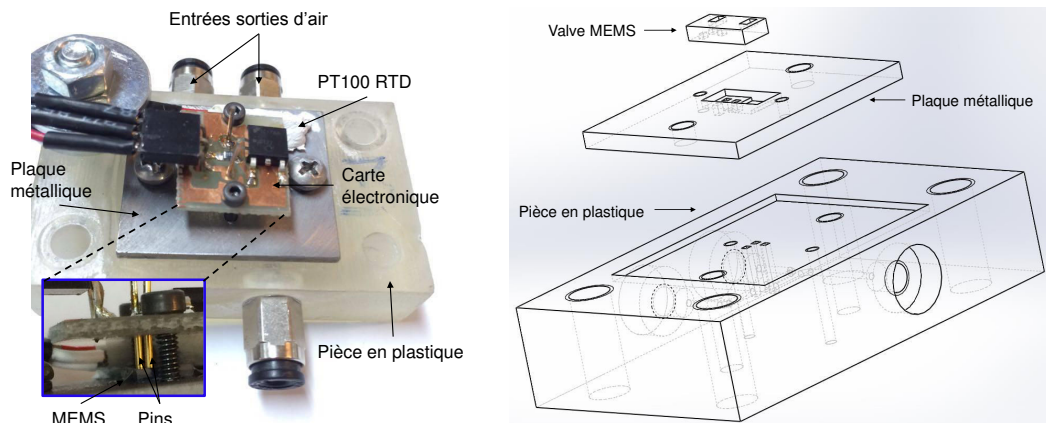 Entrées sorties d'air
PT100 RTD
Plaque
métallique
Carte
électronique
Pièce en plastique
MEMS
Pins
Valve MEMS
Plaque métallique
Pièce en plastique